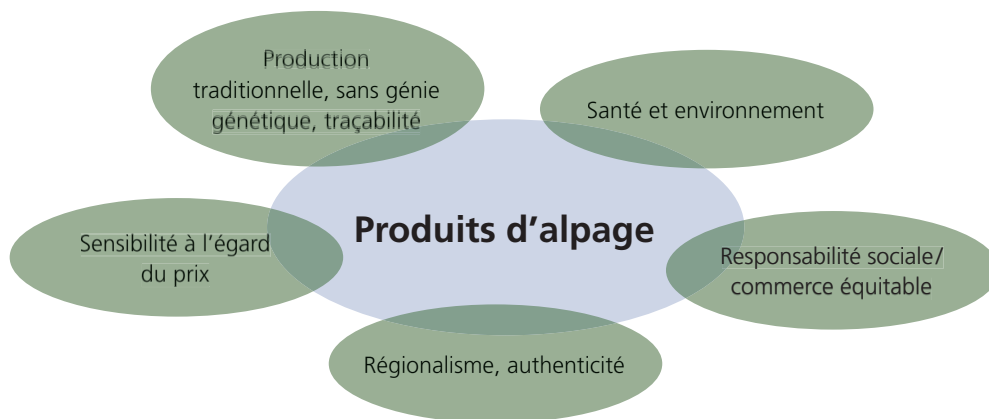 Production
traditionnelle, sans génie
génétique, traçabilité
Santé et environnement
Produits d’alpage
Sensibilité à l’égard
du prix
Responsabilité sociale/
commerce équitable
Régionalisme, authenticité